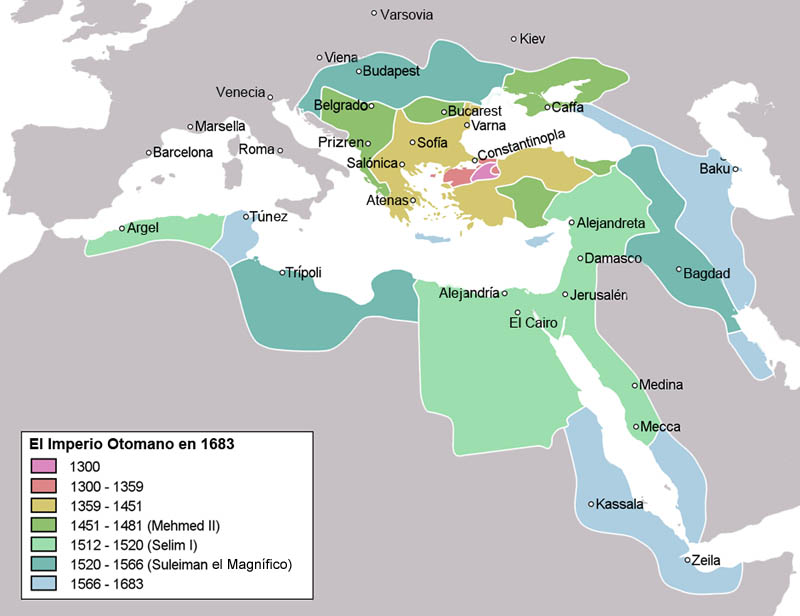 Varsovia
Kiev
Viena
Budapest
Venecia
Belgrado
Bucarest
Caffa
Marsella
Varna
Prizren
Sofía
Constantinopla
Barcelona
Roma
Salónica
Baku
Atenas
Túnez
Argel
Alejandreta
Trípoli
Damasco
Bagdad
Alejandría
Jerusalén
El Cairo
Medina
Mecca
Kassala
Zeila
El Imperio Otomano en 1683
1300
1300 - 1359
1359 - 1451
1451 - 1481 (Mehmed II)
1512 - 1520 (Selim I)
1520 - 1566 (Suleiman el Magnífico)
1566 - 1683